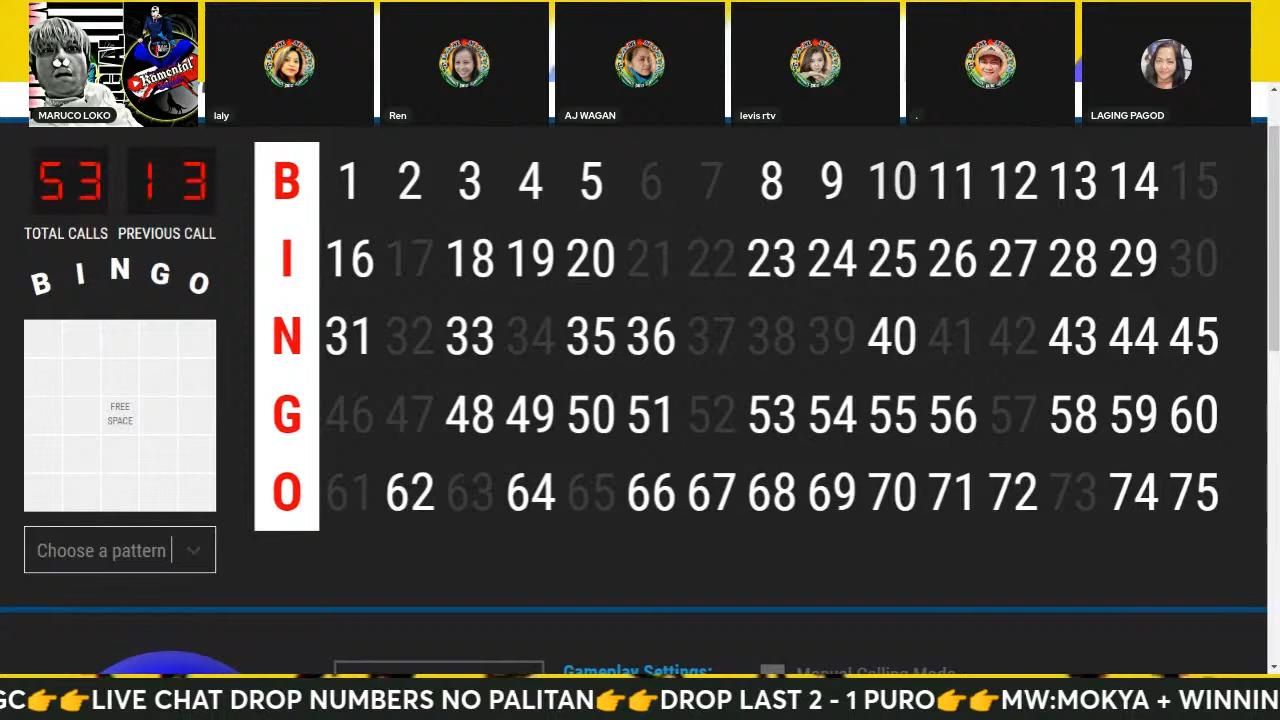 Ramental
MARUCO LOKO
laly
Ren
AJ WAGAN
levis rtv
.
LAGING PAGOD
53 13
TOTAL CALLS PREVIOUS CALL
B I N G O
FREE
SPACE
Choose a pattern
B 1 2 3 4 5 6 7 8 9 10 11 12 13 14 15
I 16 17 18 19 20 21 22 23 24 25 26 27 28 29 30
N 31 32 33 34 35 36 37 38 39 40 41 42 43 44 45
G 46 47 48 49 50 51 52 53 54 55 56 57 58 59 60
O 61 62 63 64 65 66 67 68 69 70 71 72 73 74 75
Gameplay Settings:
Manual Calling Mode
GC👉👉LIVE CHAT DROP NUMBERS NO PALITAN👉👉DROP LAST 2 - 1 PURO👉👉MW:MOKYA + WINNIN